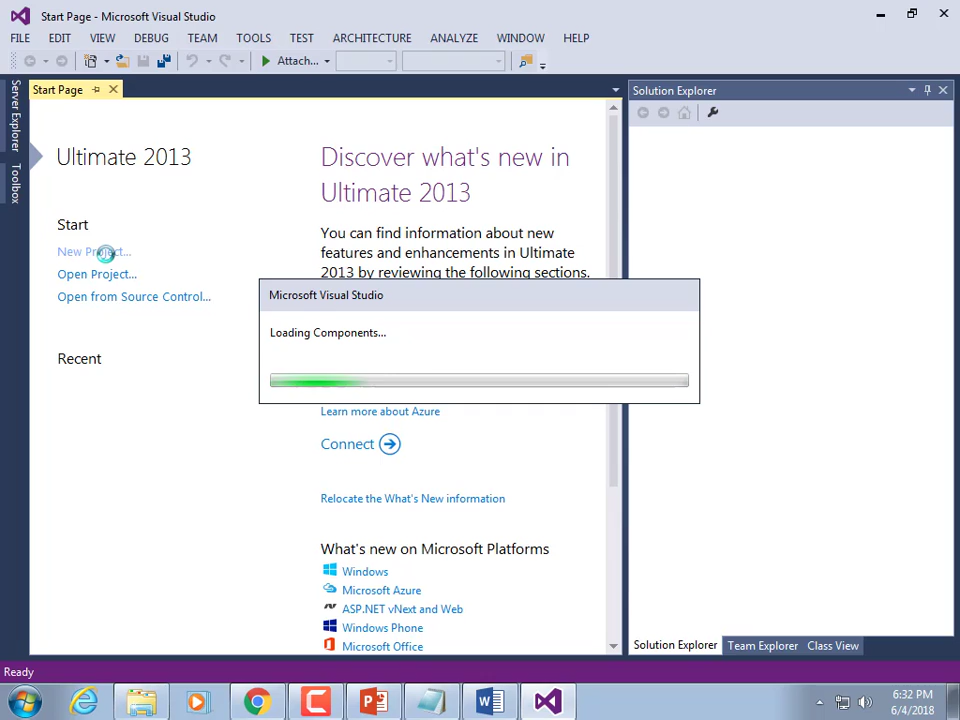 Start Page - Microsoft Visual Studio
FILE EDIT VIEW DEBUG TEAM TOOLS TEST ARCHITECTURE ANALYZE WINDOW HELP
Attach...
Server Explorer
Toolbox
Start Page
Ultimate 2013
Start
New Project...
Open Project...
Open from Source Control...
Recent
Discover what's new in
Ultimate 2013
You can find information about new
features and enhancements in Ultimate
2013 by reviewing the following sections.
Microsoft Visual Studio
Loading Components...
Learn more about Azure
Connect
Relocate the What's New information
What's new on Microsoft Platforms
Windows
Microsoft Azure
ASP.NET vNext and Web
Windows Phone
Microsoft Office
Solution Explorer
Solution Explorer Team Explorer Class View
Ready
6:32 PM
6/4/2018